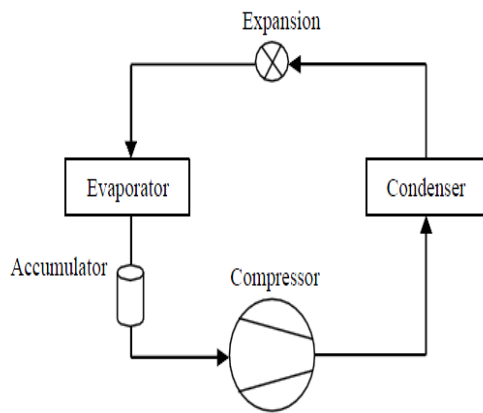 Expansion
Evaporator
Condenser
Accumulator
Compressor